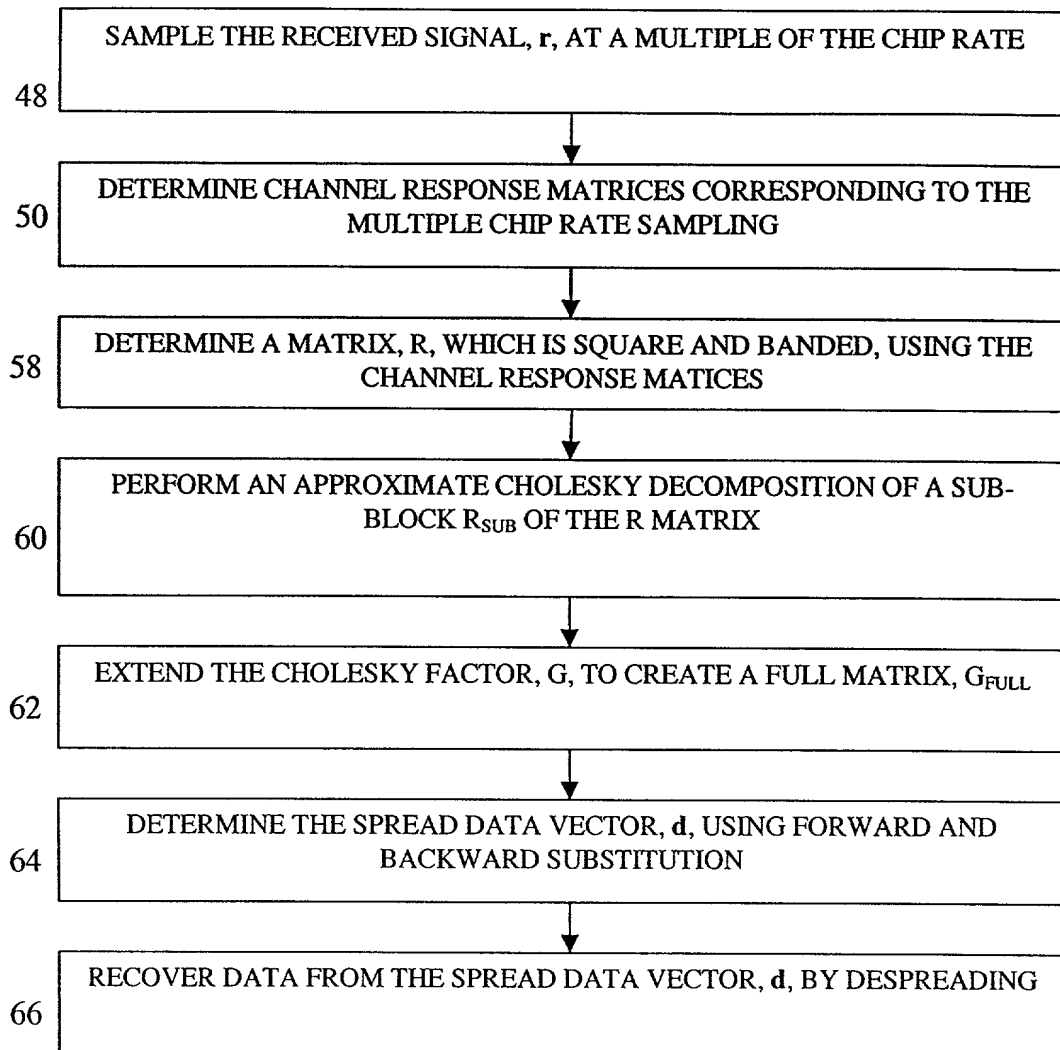 SAMPLE THE RECEIVED SIGNAL, r, AT A MULTIPLE OF THE CHIP RATE
48
DETERMINE CHANNEL RESPONSE MATRICES CORRESPONDING TO THE
MULTIPLE CHIP RATE SAMPLING
50
DETERMINE A MATRIX, R, WHICH IS SQUARE AND BANDED, USING THE
CHANNEL RESPONSE MATICES
58
PERFORM AN APPROXIMATE CHOLESKY DECOMPOSITION OF A SUB-
BLOCK RSUB OF THE R MATRIX
60
EXTEND THE CHOLESKY FACTOR, G, TO CREATE A FULL MATRIX, GFULL
62
DETERMINE THE SPREAD DATA VECTOR, d, USING FORWARD AND
BACKWARD SUBSTITUTION
64
RECOVER DATA FROM THE SPREAD DATA VECTOR, d, BY DESPREADING
66